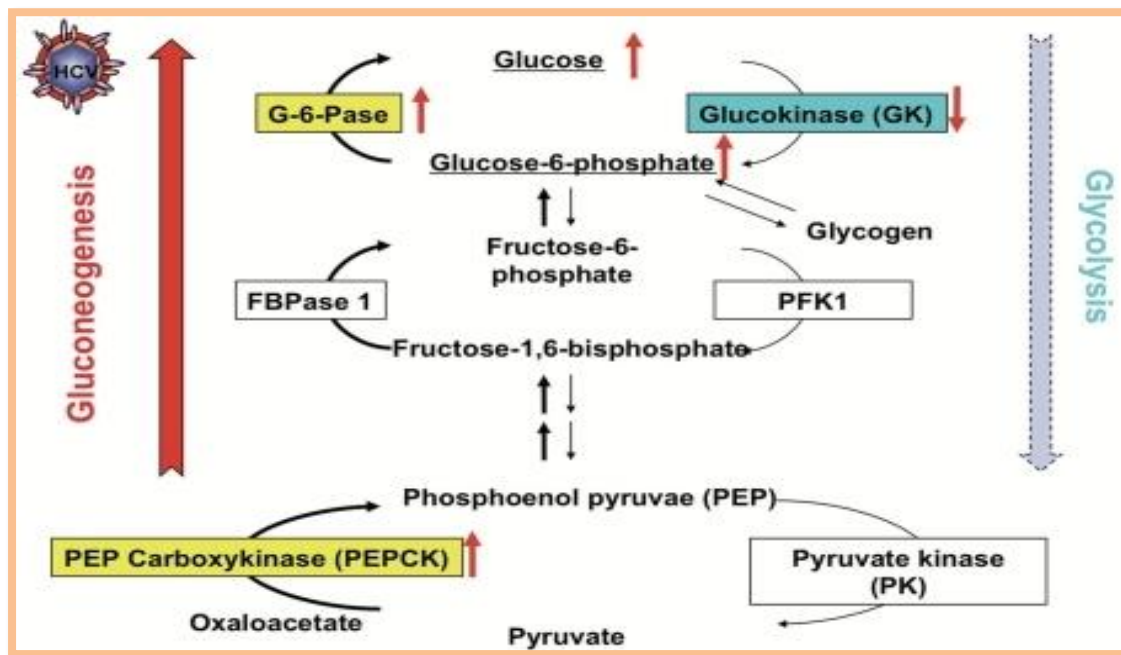 HCV
Gluconeogenesis
Glucose
G-6-Pase
Glucokinase (GK)
Glucose-6-phosphate
Glycogen
Fructose-6-
phosphate
FBPase 1
PFK1
Fructose-1,6-bisphosphate
Phosphoenol pyruvae (PEP)
PEP Carboxykinase (PEPCK)
Pyruvate kinase
(PK)
Oxaloacetate
Pyruvate
Glycolysis